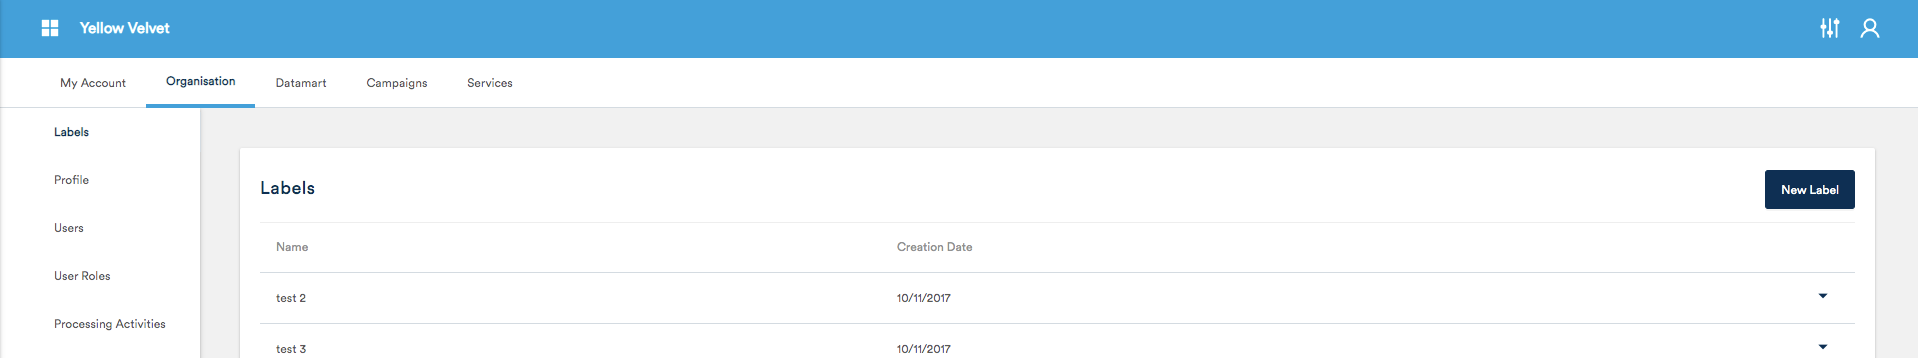 Yellow Velvet
My Account Organisation Datamart Campaigns Services
Labels
Profile
Users
User Roles
Processing Activities
Labels New Label
Name Creation Date
test 2 10/11/2017
test 3 10/11/2017